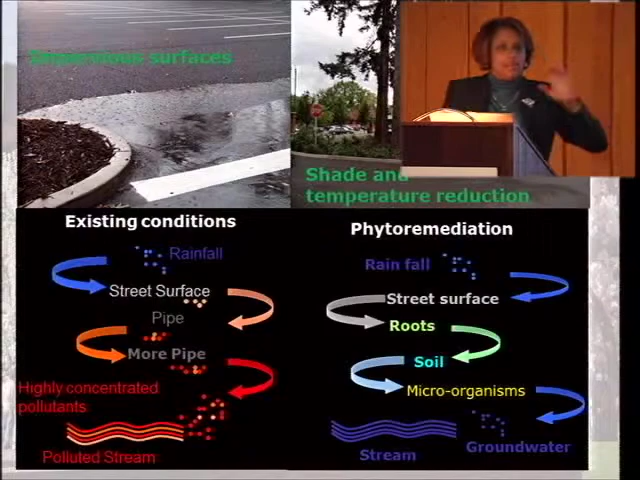 Impervious surfaces
Shade and
temperature reduction
Existing conditions
Rainfall
Street Surface
Pipe
More Pipe
Highly concentrated
pollutants
Polluted Stream
Phytoremediation
Rain fall
Street surface
Roots
Soil
Micro-organisms
Groundwater
Stream